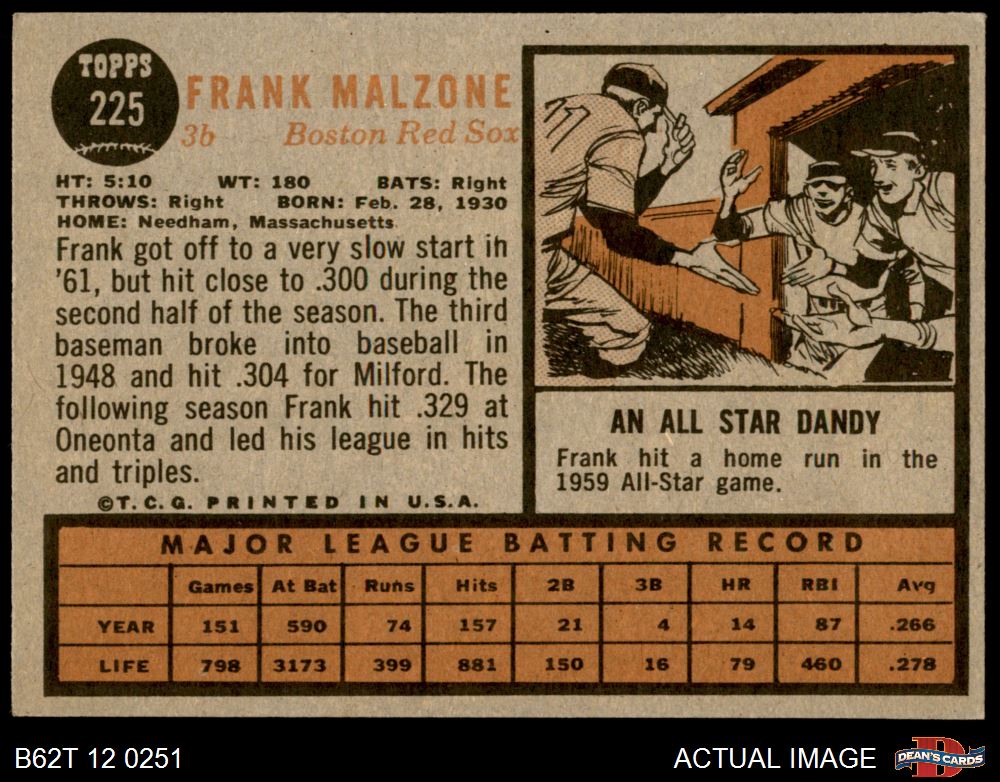 TOPPS
225
FRANK MALZONE
3b Boston Red Sox
HT: 5:10 WT: 180 BATS: Right
THROWS: Right BORN: Feb. 28, 1930
HOME: Needham, Massachusetts
Frank got off to a very slow start in
'61, but hit close to .300 during the
second half of the season. The third
baseman broke into baseball in
1948 and hit .304 for Milford. The
following season Frank hit .329 at
Oneonta and led his league in hits
and triples.
©T.C.G. PRINTED IN U.S.A.
AN ALL STAR DANDY
Frank hit a home run in the
1959 All-Star game.
MAJOR LEAGUE BATTING RECORD
Games At Bat Runs Hits 2B 3B HR RBI Avg
YEAR 151 590 74 157 21 4 14 87 .266
LIFE 798 3173 399 881 150 16 79 460 .278
B62T 12 0251 ACTUAL IMAGE DEAN'S CARDS